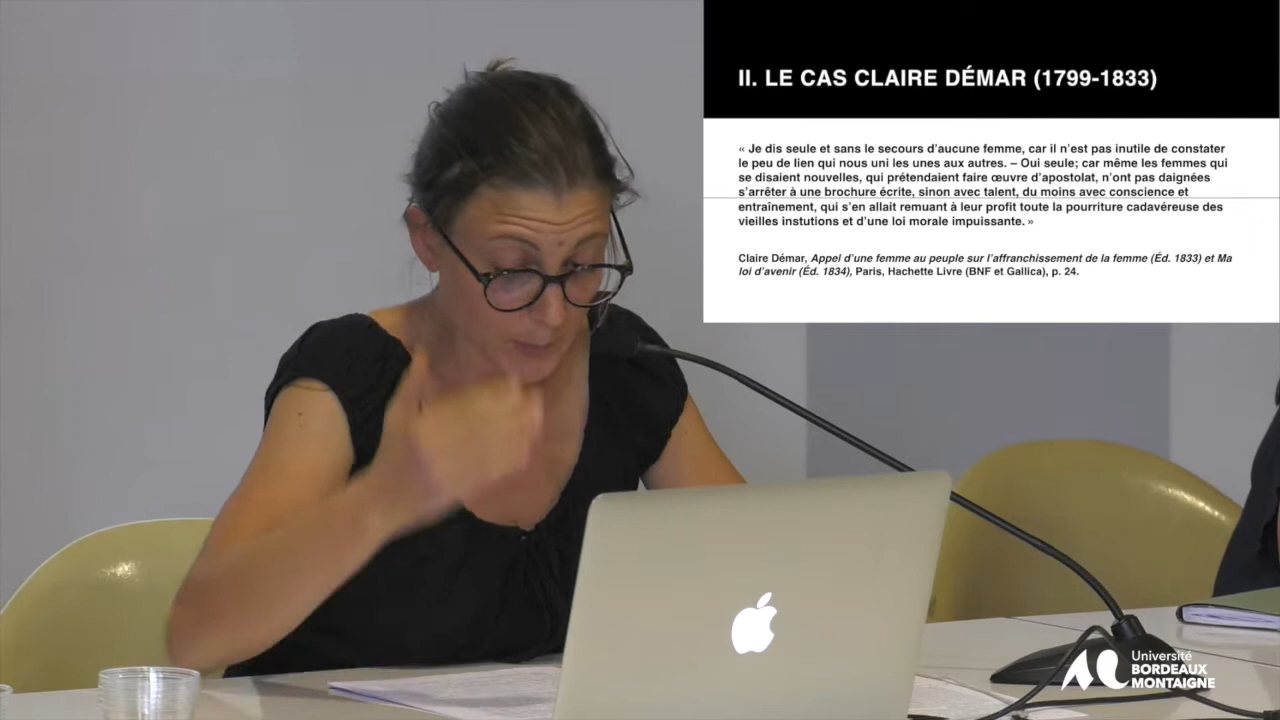 II. LE CAS CLAIRE DÉMAR (1799-1833)
« Je dis seule et sans le secours d'aucune femme, car il n'est pas inutile de constater
le peu de lien qui nous uni les unes aux autres. – Oui seule; car même les femmes qui
se disaient nouvelles, qui prétendaient faire œuvre d'apostolat, n'ont pas daignées
s'arrêter à une brochure écrite, sinon avec talent, du moins avec conscience et
entraînement, qui s'en allait remuant à leur profit toute la pourriture cadavéreuse des
vieilles instutions et d'une loi morale impuissante. »
Claire Démar, Appel d'une femme au peuple sur l'affranchissement de la femme (Éd. 1833) et Ma
loi d'avenir (Éd. 1834), Paris, Hachette Livre (BNF et Gallica), p. 24.
Université
BORDEAUX
MONTAIGNE